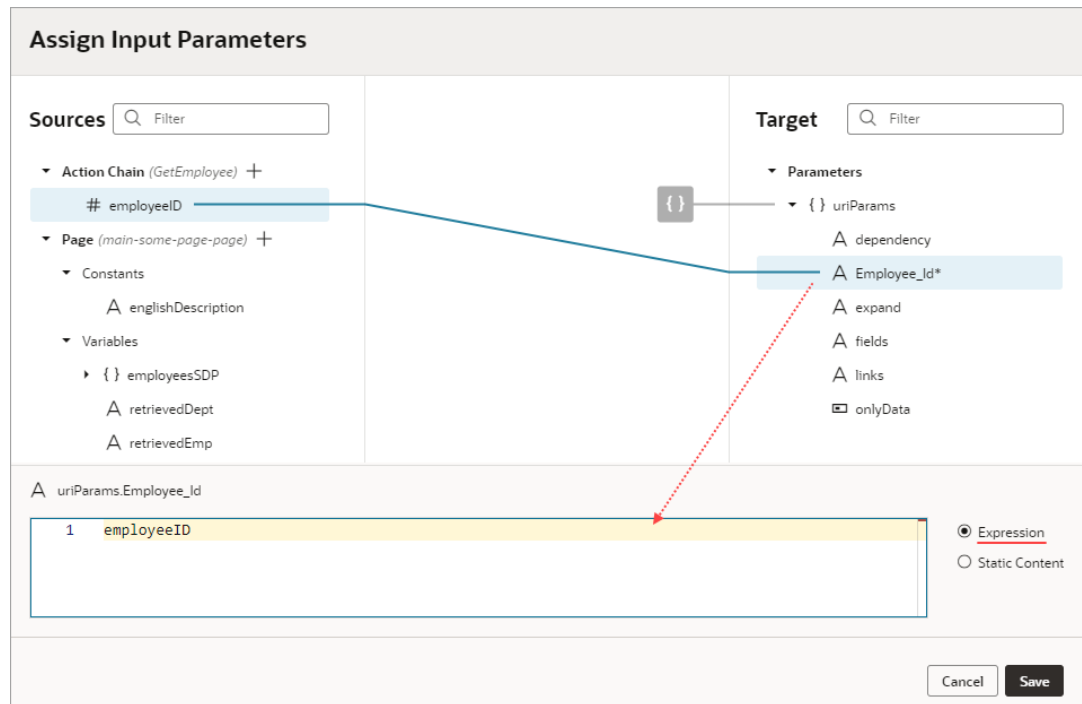 Assign Input Parameters
Sources
Filter
Action Chain (GetEmployee) +
# employeeID
Page (main-some-page-page) +
Constants
A englishDescription
Variables
{ } employeesSDP
A retrievedDept
A retrievedEmp
{ }
Target
Filter
Parameters
{ } uriParams
A dependency
A Employee_Id*
A expand
A fields
A links
onlyData
A uriParams.Employee_Id
1 employeeID
Expression
Static Content
Cancel Save